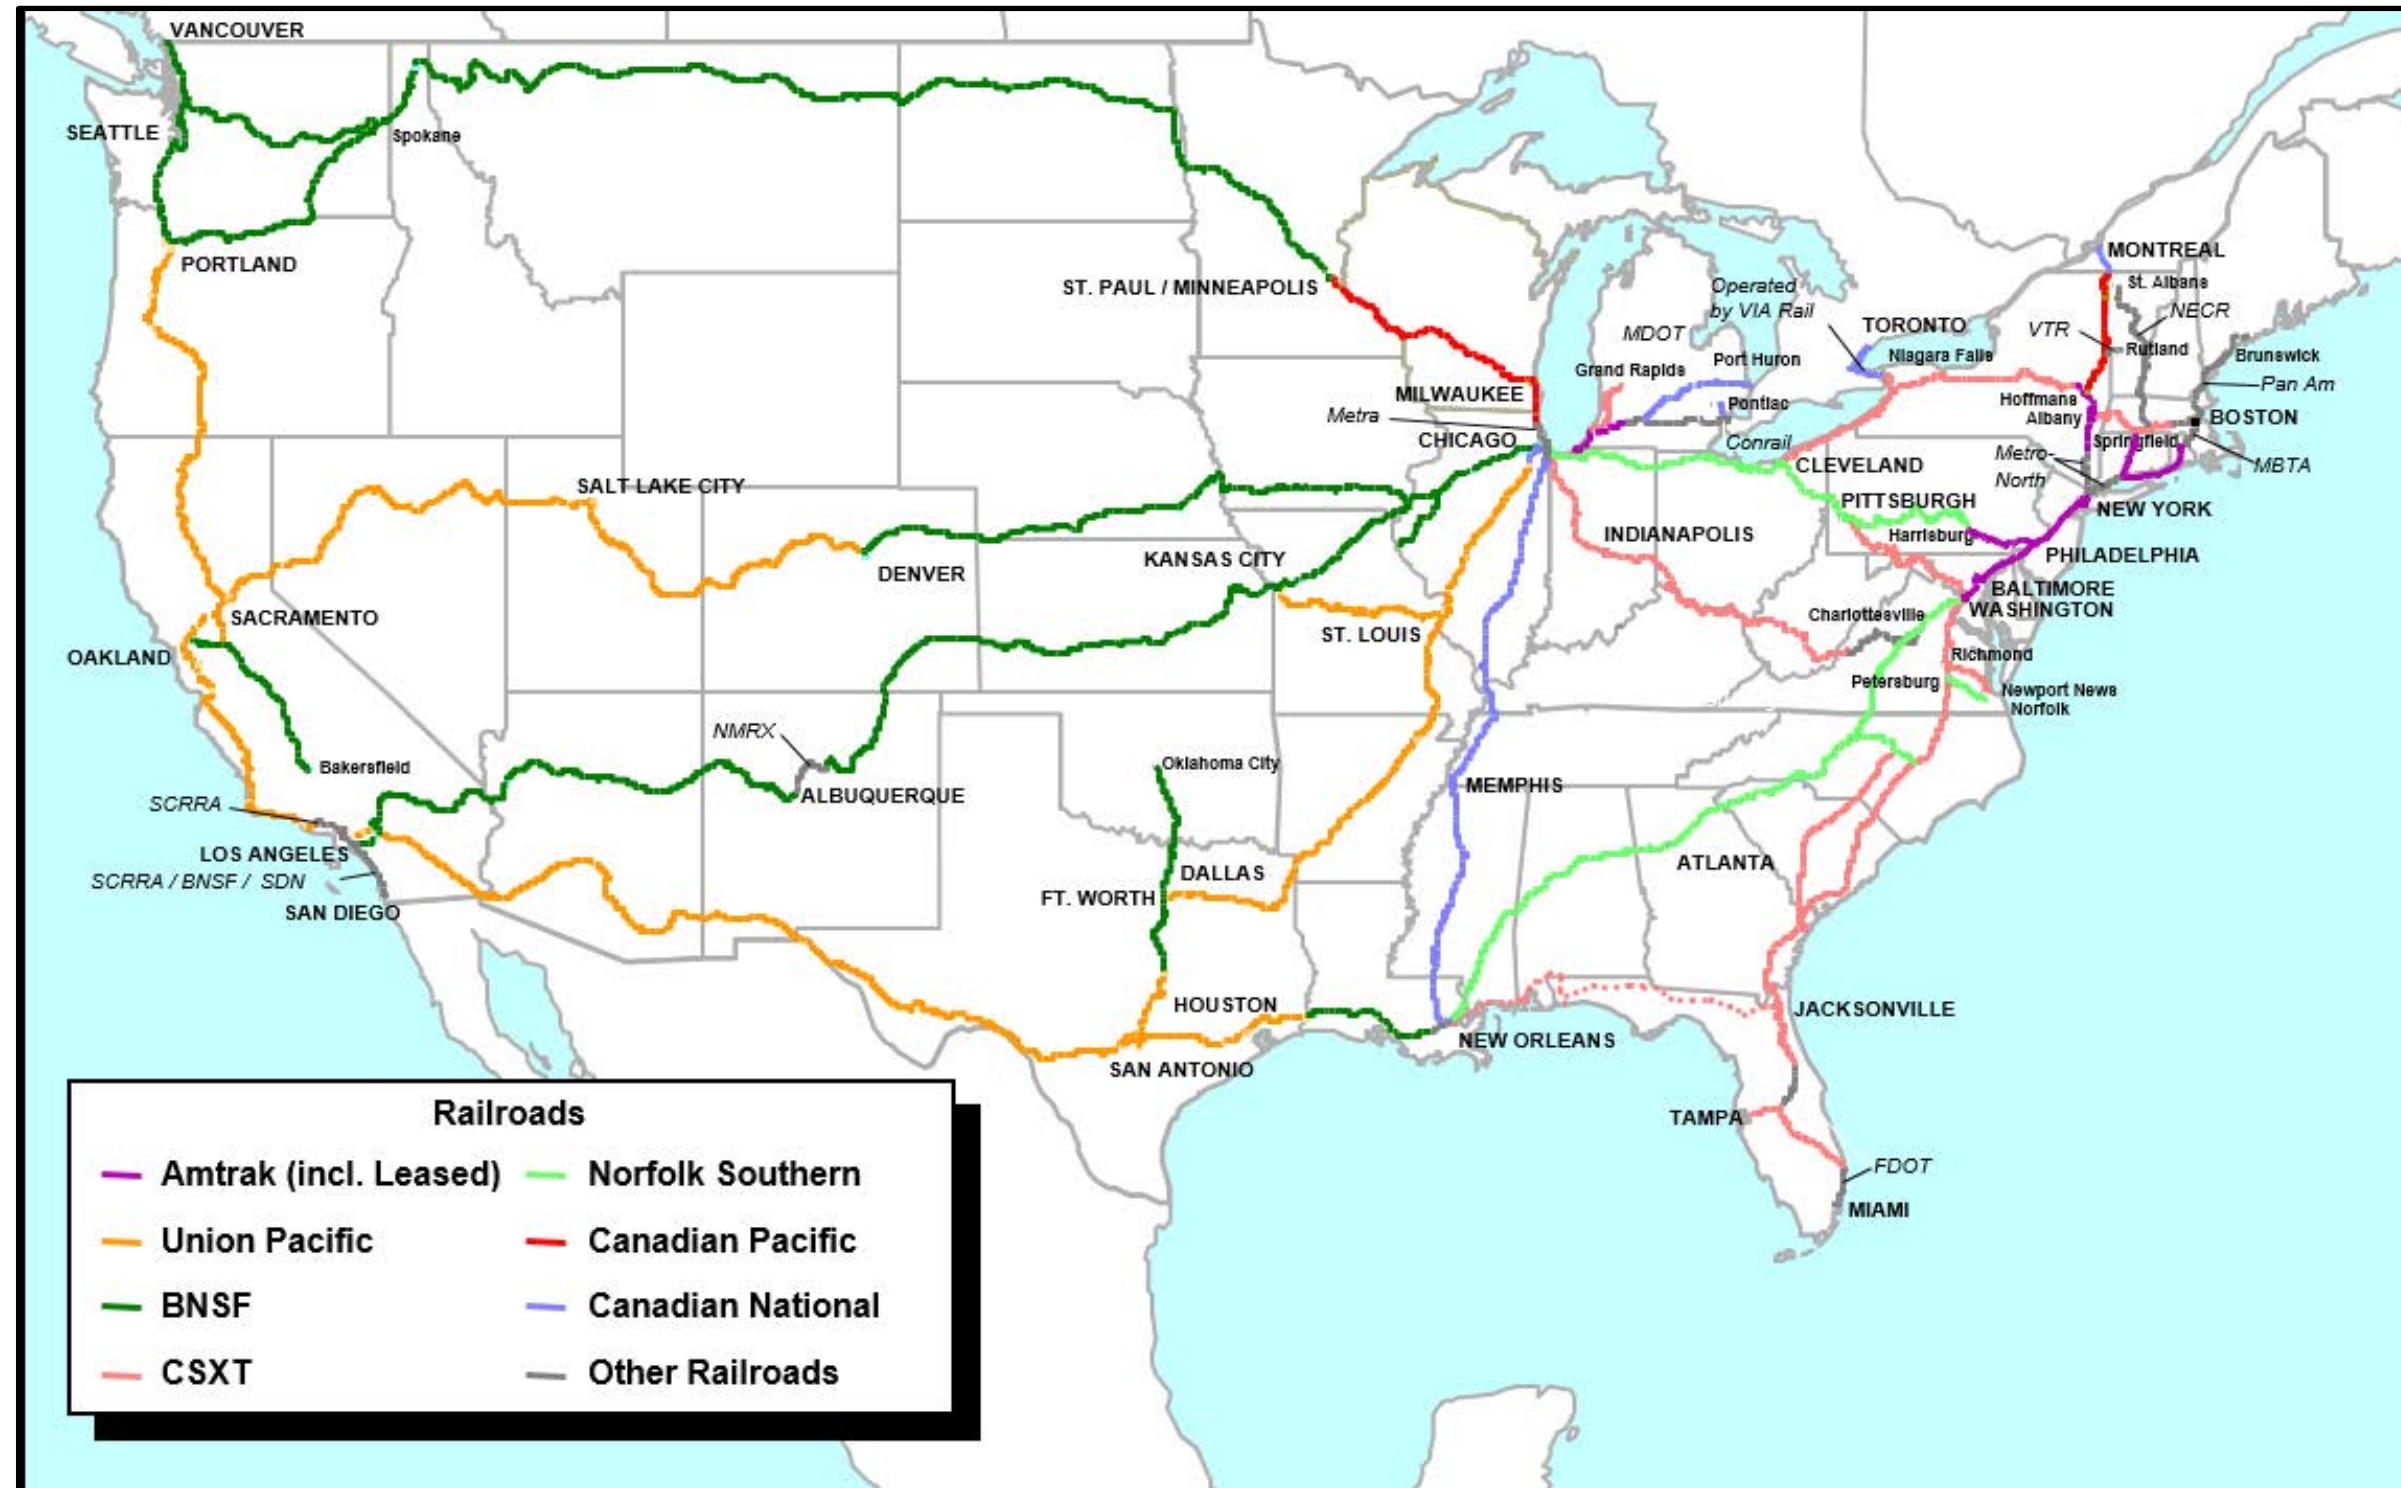 VANCOUVER
SEATTLE
Spokane
PORTLAND
ST. PAUL / MINNEAPOLIS
MONTREAL
St. Albans
Operated
by VIA Rail
NECR
TORONTO
VTR
MDOT
Rutland
Niagara Falls
Port Huron
Brunswick
Grand Rapids
Pan Am
MILWAUKEE
Metra
Pontiac
Hoffmans
Albany
BOSTON
CHICAGO
Conrail
Springfield
Metro-
North
MBTA
CLEVELAND
SALT LAKE CITY
PITTSBURGH
NEW YORK
INDIANAPOLIS
Harrisburg
PHILADELPHIA
KANSAS CITY
DENVER
BALTIMORE
WASHINGTON
SACRAMENTO
Charlottesville
ST. LOUIS
OAKLAND
Richmond
Petersburg
Newport News
Norfolk
NMRX
Bakersfield
Oklahoma City
SCRRA
ALBUQUERQUE
MEMPHIS
LOS ANGELES
ATLANTA
DALLAS
SCRRA / BNSF / SDN
FT. WORTH
SAN DIEGO
HOUSTON
JACKSONVILLE
NEW ORLEANS
SAN ANTONIO
TAMPA
FDOT
MIAMI
Railroads
Amtrak (incl. Leased)
Norfolk Southern
Union Pacific
Canadian Pacific
BNSF
Canadian National
CSXT
Other Railroads